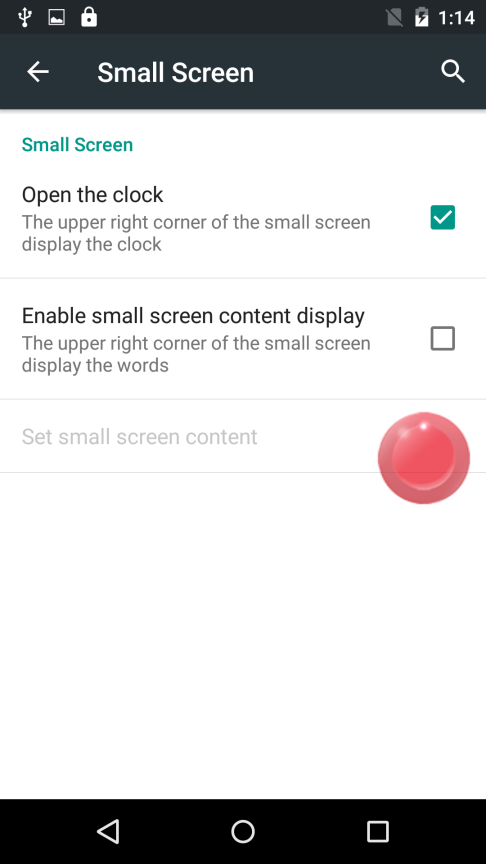 1:14
Small Screen
Small Screen
Open the clock
The upper right corner of the small screen
display the clock
Enable small screen content display
The upper right corner of the small screen
display the words
Set small screen content